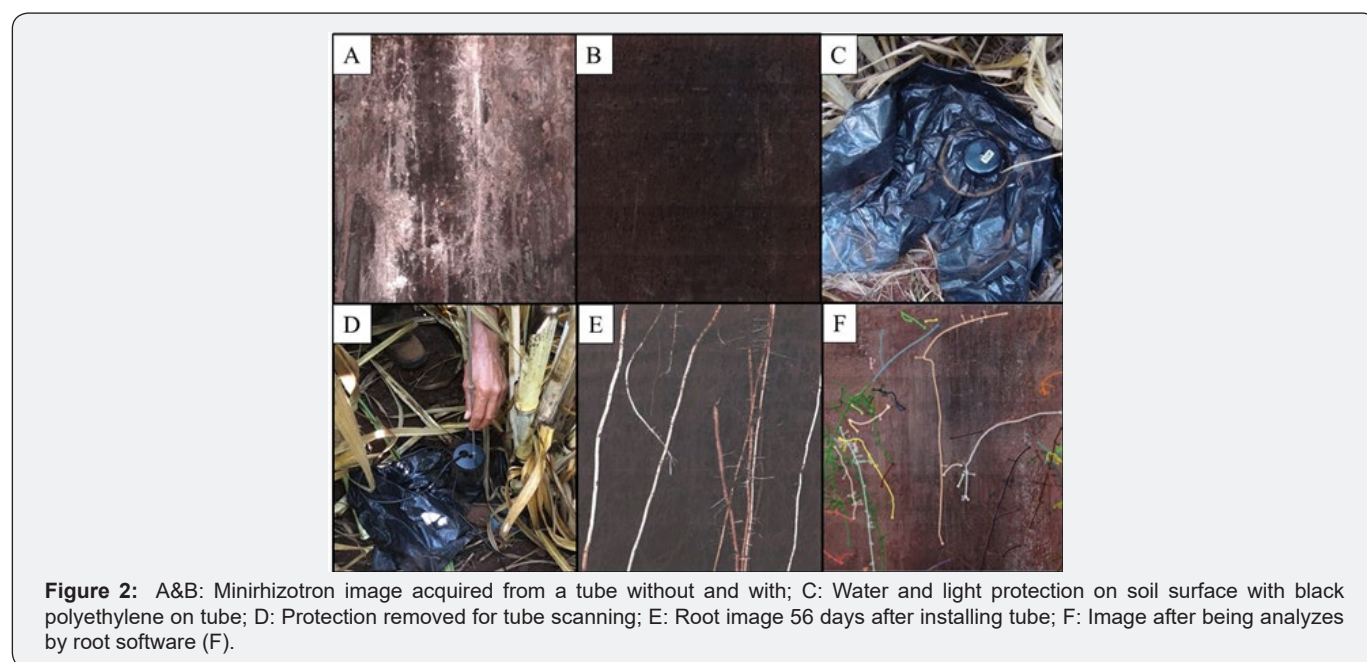 A
B
C
D
E
F
Figure 2: A&B: Minirhizotron image acquired from a tube without and with; C: Water and light protection on soil surface with black
polyethylene on tube; D: Protection removed for tube scanning; E: Root image 56 days after installing tube; F: Image after being analyzes
by root software (F).